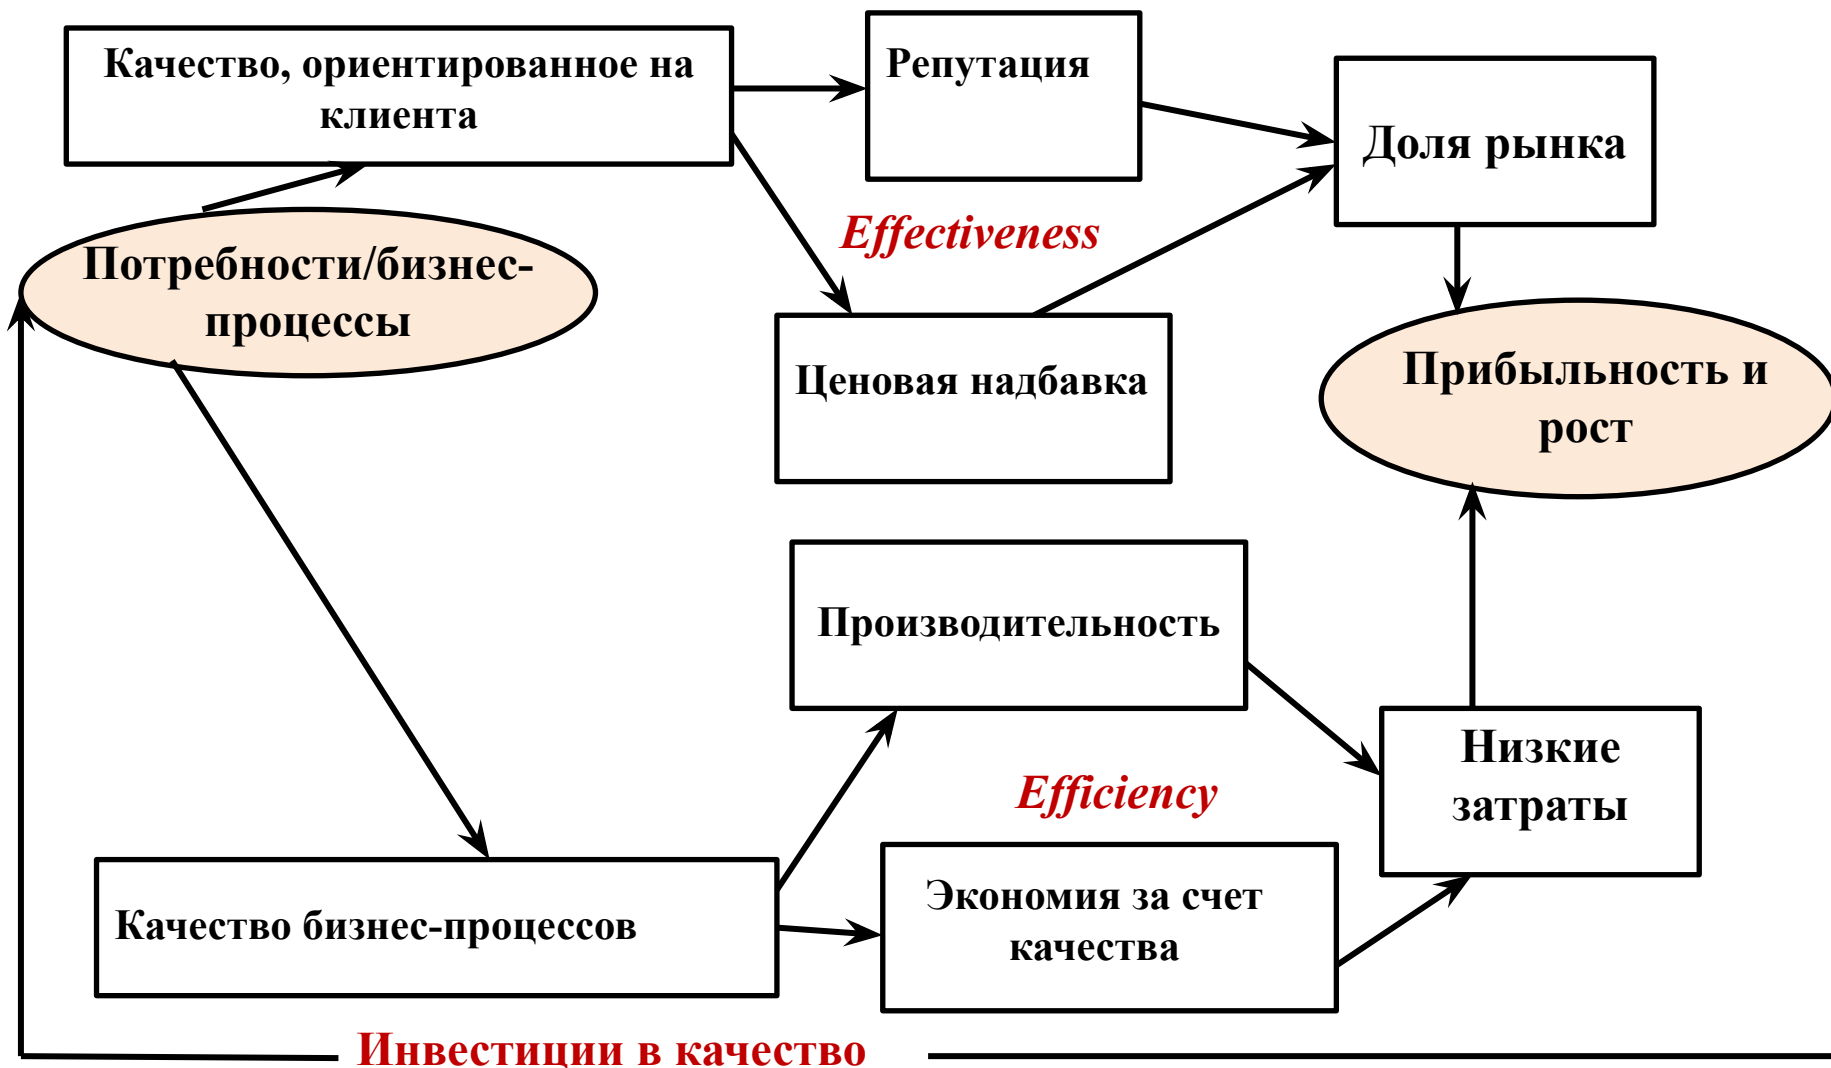 Качество, ориентированное на
клиента
Репутация
Доля рынка
Effectiveness
Потребности/бизнес-
процессы
Ценовая надбавка
Прибыльность и
рост
Производительность
Низкие
затраты
Efficiency
Экономия за счет
качества
Качество бизнес-процессов
Инвестиции в качество